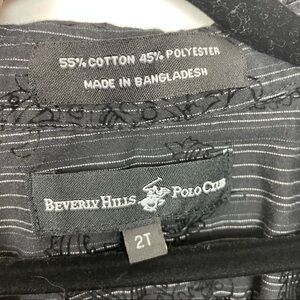 55% COTTON 45% POLYESTER
MADE IN BANGLADESH
BEVERLY HILLS POLO CLUB
2T